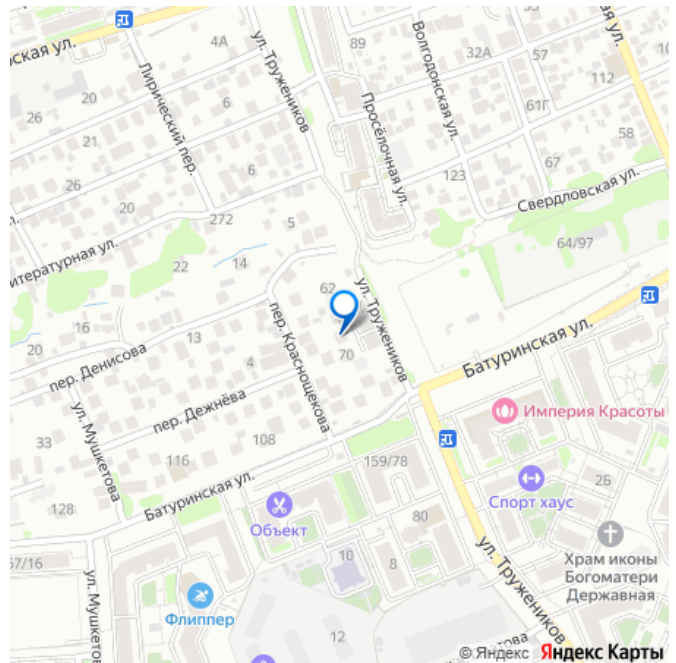 ская ул.
4А
ул. Тружеников
89
Волгодонская ул.
32А
57
112
Лирический пер.
20
26
6
Просёлочная ул.
61Г
58
21
67
26
6
123
Свердловская ул.
20
272
5
64/97
итературная ул.
22
14
62
ул. Тружеников
пер. Краснощекова
16
13
20
пер. Денисова
70
4
Батуринская ул.
пер. Дежнёва
Империя Красоты
33
ул. Мушкетова
108
116
159/78
Спорт хаус
2Б
128
Батуринская ул.
Объект
80
ул. Тружеников
Храм иконы
Богоматери
Державная
67/16
ул. Мушкетова
10
8
Флиппер
12
© Яндекс Яндекс Карты